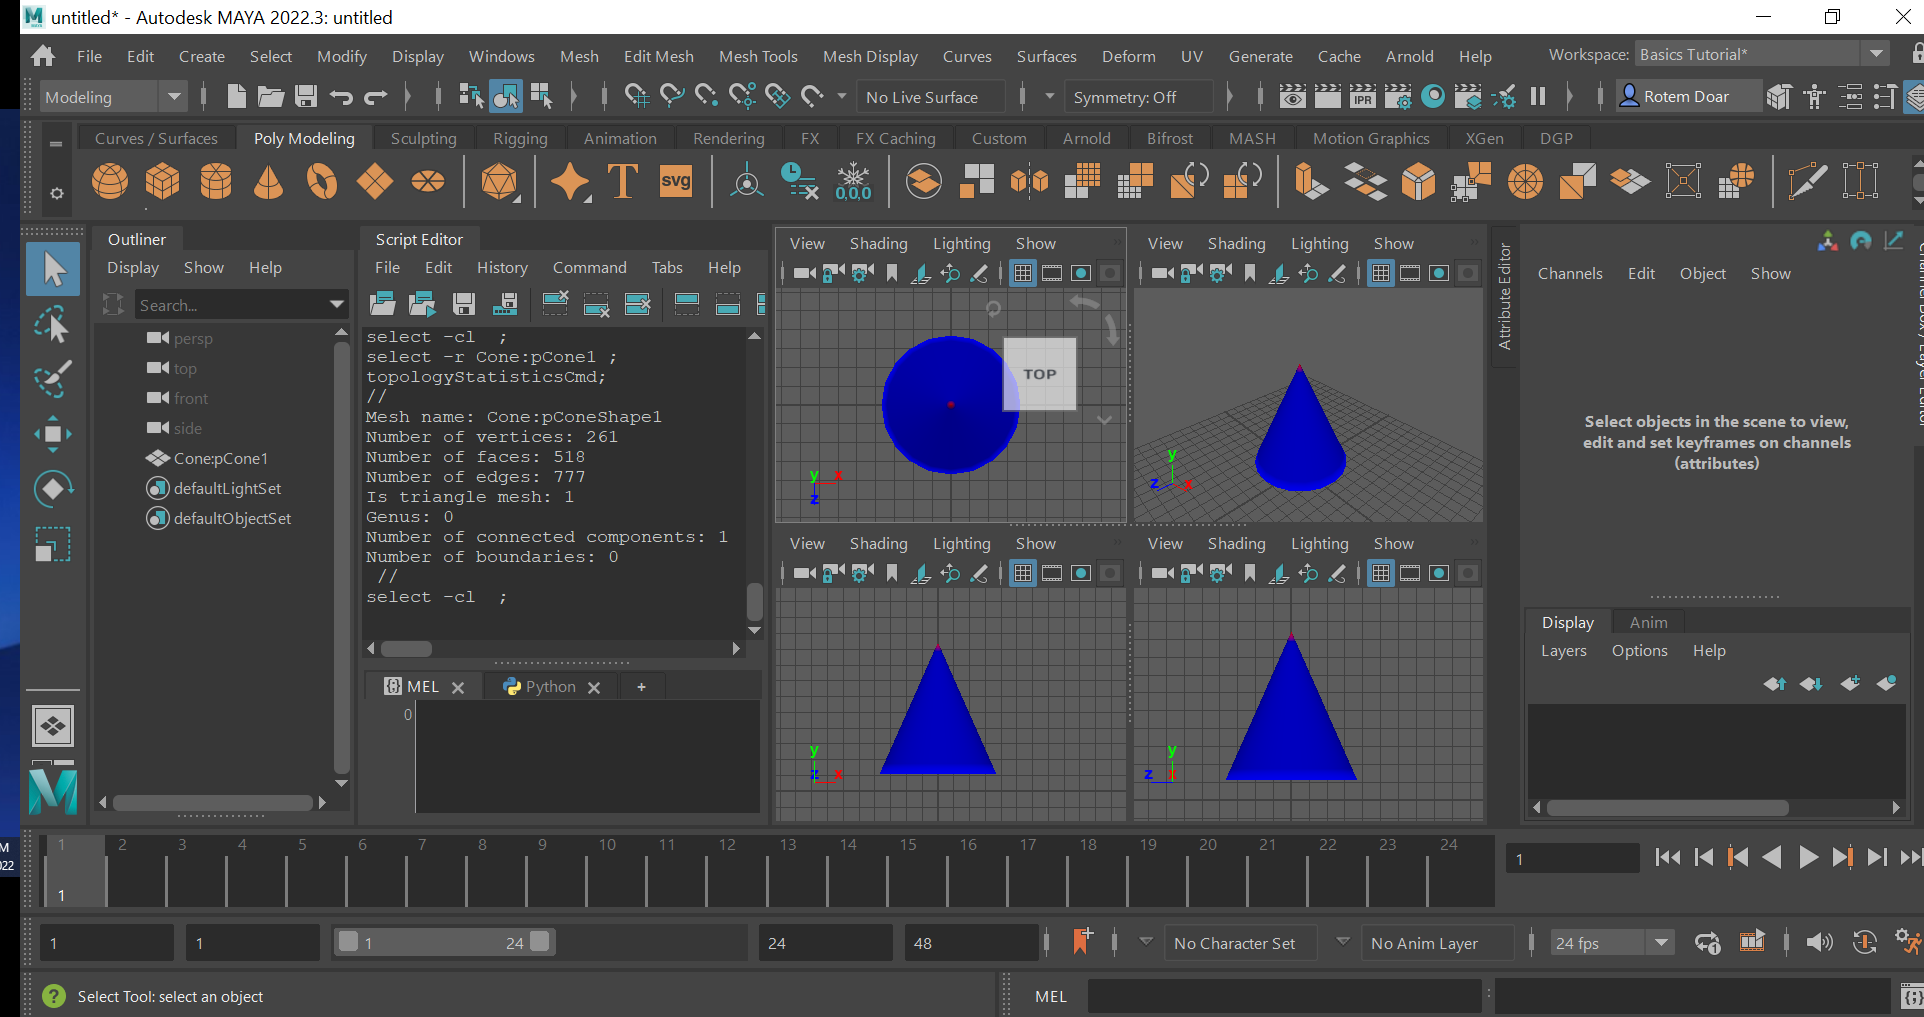 untitled* - Autodesk MAYA 2022.3: untitled
File Edit Create Select Modify Display Windows Mesh Edit Mesh Mesh Tools Mesh Display Curves Surfaces Deform UV Generate Cache Arnold Help Workspace: Basics Tutorial*
Modeling No Live Surface Symmetry: Off IPR Rotem Doar
Curves / Surfaces Poly Modeling Sculpting Rigging Animation Rendering FX FX Caching Custom Arnold Bifrost MASH Motion Graphics XGen DGP
T svg 0,0,0
Outliner
Display Show Help
Search...
persp
top
front
side
Cone:pCone1
defaultLightSet
defaultObjectSet
Script Editor
File Edit History Command Tabs Help
select -cl  ;
select -r Cone:pCone1 ;
topologyStatisticsCmd;
//
Mesh name: Cone:pConeShape1
Number of vertices: 261
Number of faces: 518
Number of edges: 777
Is triangle mesh: 1
Genus: 0
Number of connected components: 1
Number of boundaries: 0
 //
select -cl  ;
MEL Python +
0
View Shading Lighting Show
TOP
y x
z
View Shading Lighting Show
y
z x
View Shading Lighting Show
y
z x
View Shading Lighting Show
y
z x
Attribute Editor
Channels Edit Object Show
Select objects in the scene to view,
edit and set keyframes on channels
(attributes)
Display Anim
Layers Options Help
M
022
1 2 3 4 5 6 7 8 9 10 11 12 13 14 15 16 17 18 19 20 21 22 23 24
1
1
1 1 1 24 24 48 No Character Set No Anim Layer 24 fps
? Select Tool: select an object MEL :